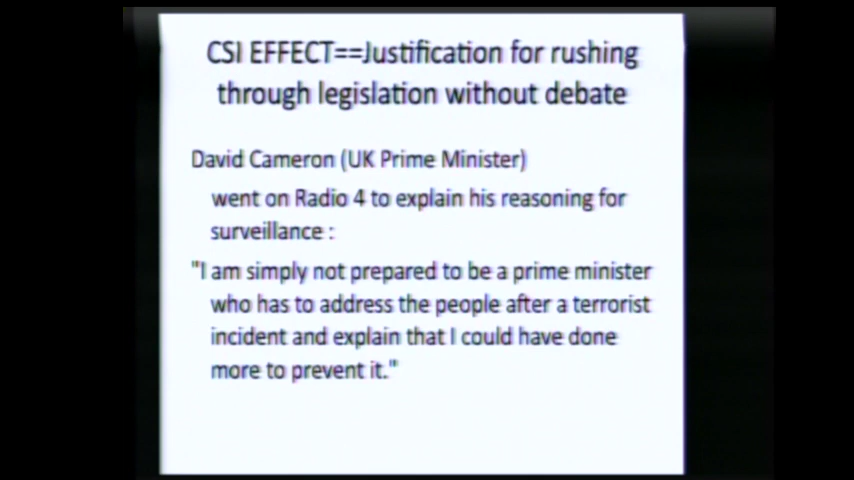 CSI EFFECT==Justification for rushing
through legislation without debate
David Cameron (UK Prime Minister)
went on Radio 4 to explain his reasoning for
surveillance :
"I am simply not prepared to be a prime minister
who has to address the people after a terrorist
incident and explain that I could have done
more to prevent it."